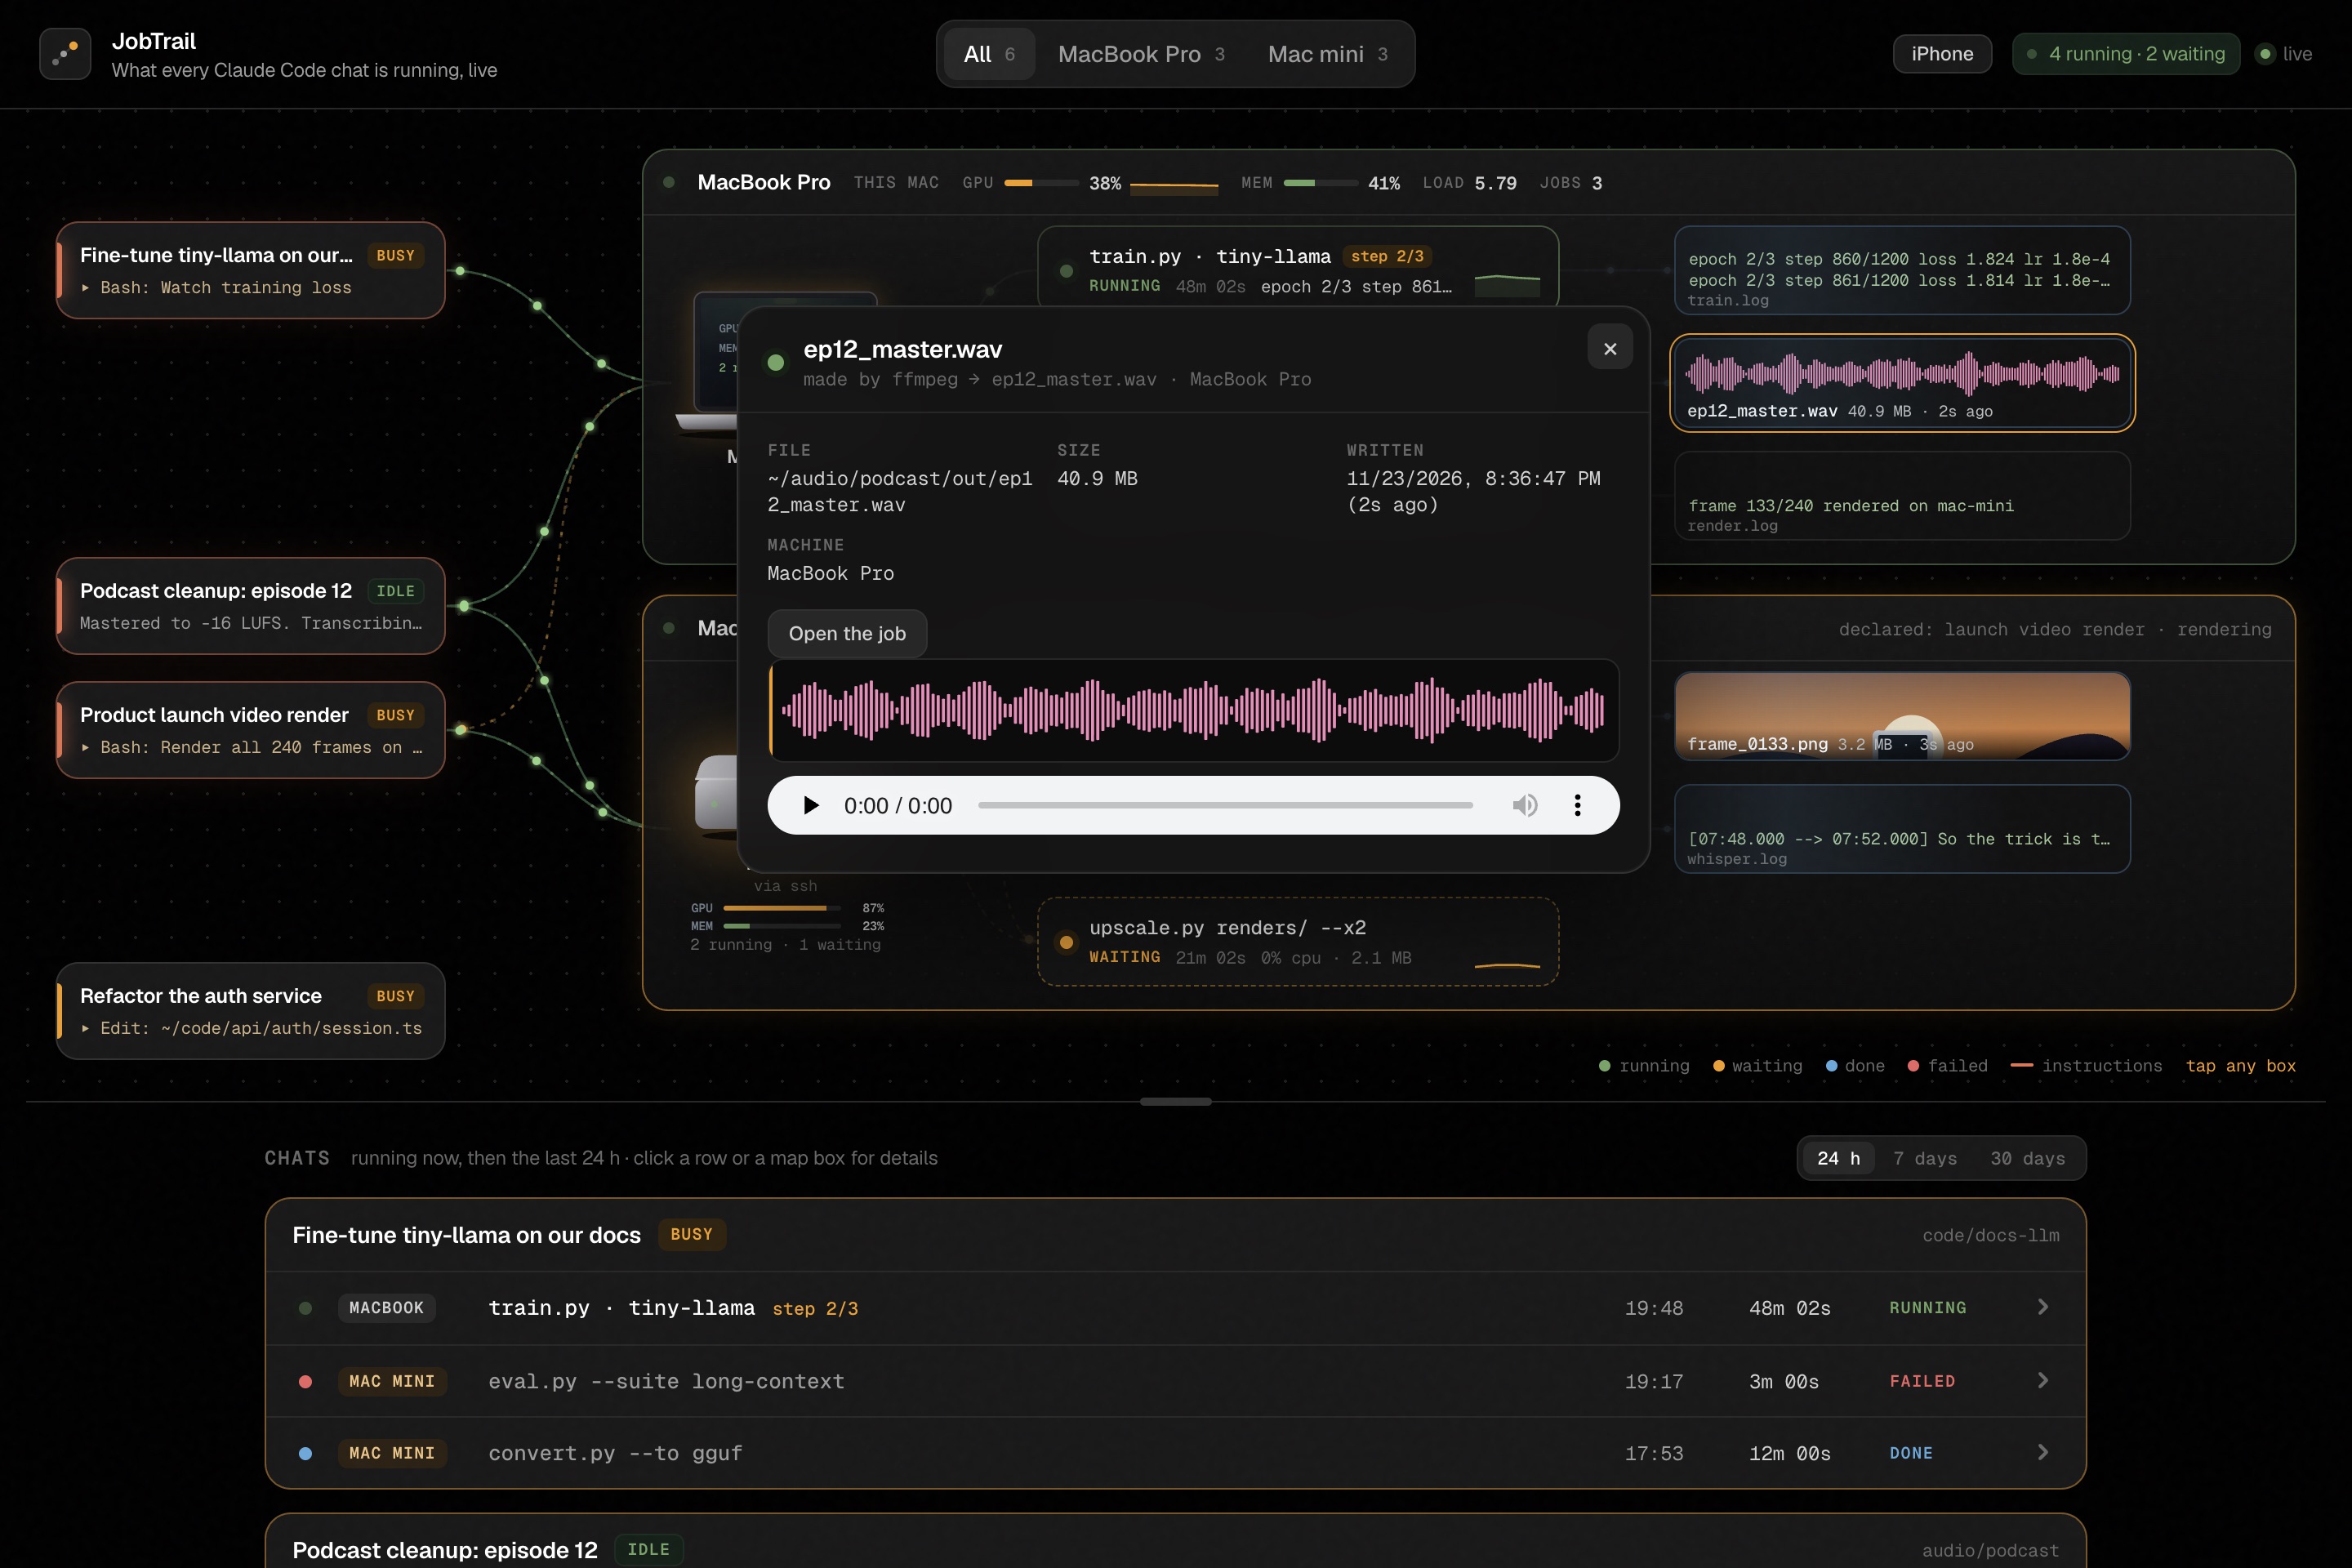 JobTrail
What every Claude Code chat is running, live
All 6 MacBook Pro 3 Mac mini 3
iPhone
4 running · 2 waiting
live
MacBook Pro THIS MAC GPU 38% MEM 41% LOAD 5.79 JOBS 3
Fine-tune tiny-llama on our… BUSY
▸ Bash: Watch training loss
Podcast cleanup: episode 12 IDLE
Mastered to -16 LUFS. Transcribin…
Product launch video render BUSY
▸ Bash: Render all 240 frames on …
Refactor the auth service BUSY
▸ Edit: ~/code/api/auth/session.ts
train.py · tiny-llama step 2/3
RUNNING 48m 02s epoch 2/3 step 861…
epoch 2/3 step 860/1200 loss 1.824 lr 1.8e-4
epoch 2/3 step 861/1200 loss 1.814 lr 1.8e-…
train.log
ep12_master.wav 40.9 MB · 2s ago
frame 133/240 rendered on mac-mini
render.log
ep12_master.wav
made by ffmpeg → ep12_master.wav · MacBook Pro
×
FILE
~/audio/podcast/out/ep1
2_master.wav
SIZE
40.9 MB
WRITTEN
11/23/2026, 8:36:47 PM
(2s ago)
MACHINE
MacBook Pro
Open the job
0:00 / 0:00
Mac
declared: launch video render · rendering
frame_0133.png 3.2 MB · 3s ago
[07:48.000 --> 07:52.000] So the trick is t…
whisper.log
via ssh
GPU 87%
MEM 23%
2 running · 1 waiting
upscale.py renders/ --x2
WAITING 21m 02s 0% cpu · 2.1 MB
running waiting done failed instructions tap any box
CHATS running now, then the last 24 h · click a row or a map box for details
24 h 7 days 30 days
Fine-tune tiny-llama on our docs BUSY code/docs-llm
MACBOOK train.py · tiny-llama step 2/3 19:48 48m 02s RUNNING
MAC MINI eval.py --suite long-context 19:17 3m 00s FAILED
MAC MINI convert.py --to gguf 17:53 12m 00s DONE
Podcast cleanup: episode 12 IDLE audio/podcast